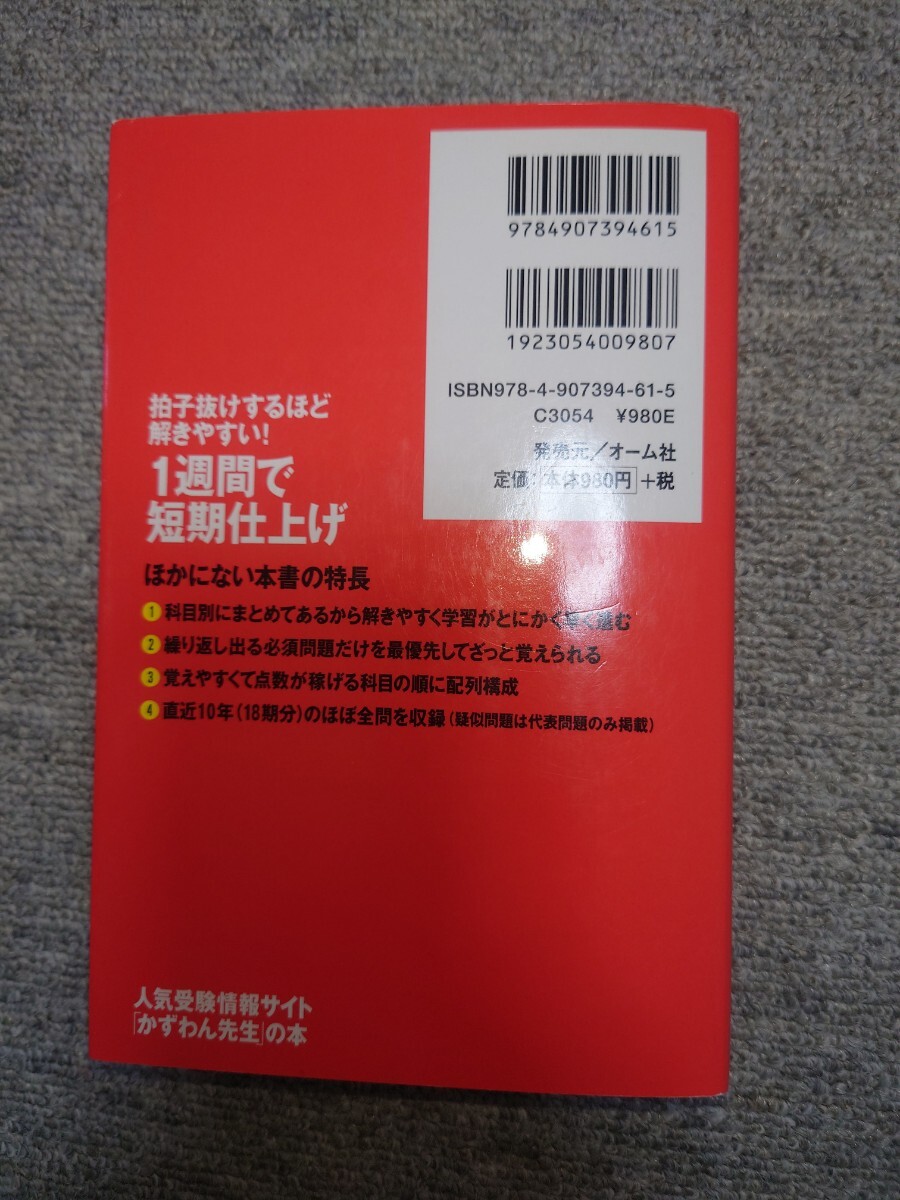 9784907394615
1923054009807
ISBN978-4-907394-61-5
C3054 ¥980E
発売元／オーム社
定価：本体980円＋税
拍子抜けするほど
解きやすい！
1週間で
短期仕上げ
ほかにない本書の特長
1 科目別にまとめてあるから解きやすく学習がとにかく早く進む
2 繰り返し出る必須問題だけを最優先してざっと覚えられる
3 覚えやすくて点数が稼げる科目の順に配列構成
4 直近10年(18期分)のほぼ全問を収録(疑似問題は代表問題のみ掲載)
人気受験情報サイト
「かずわん先生」の本